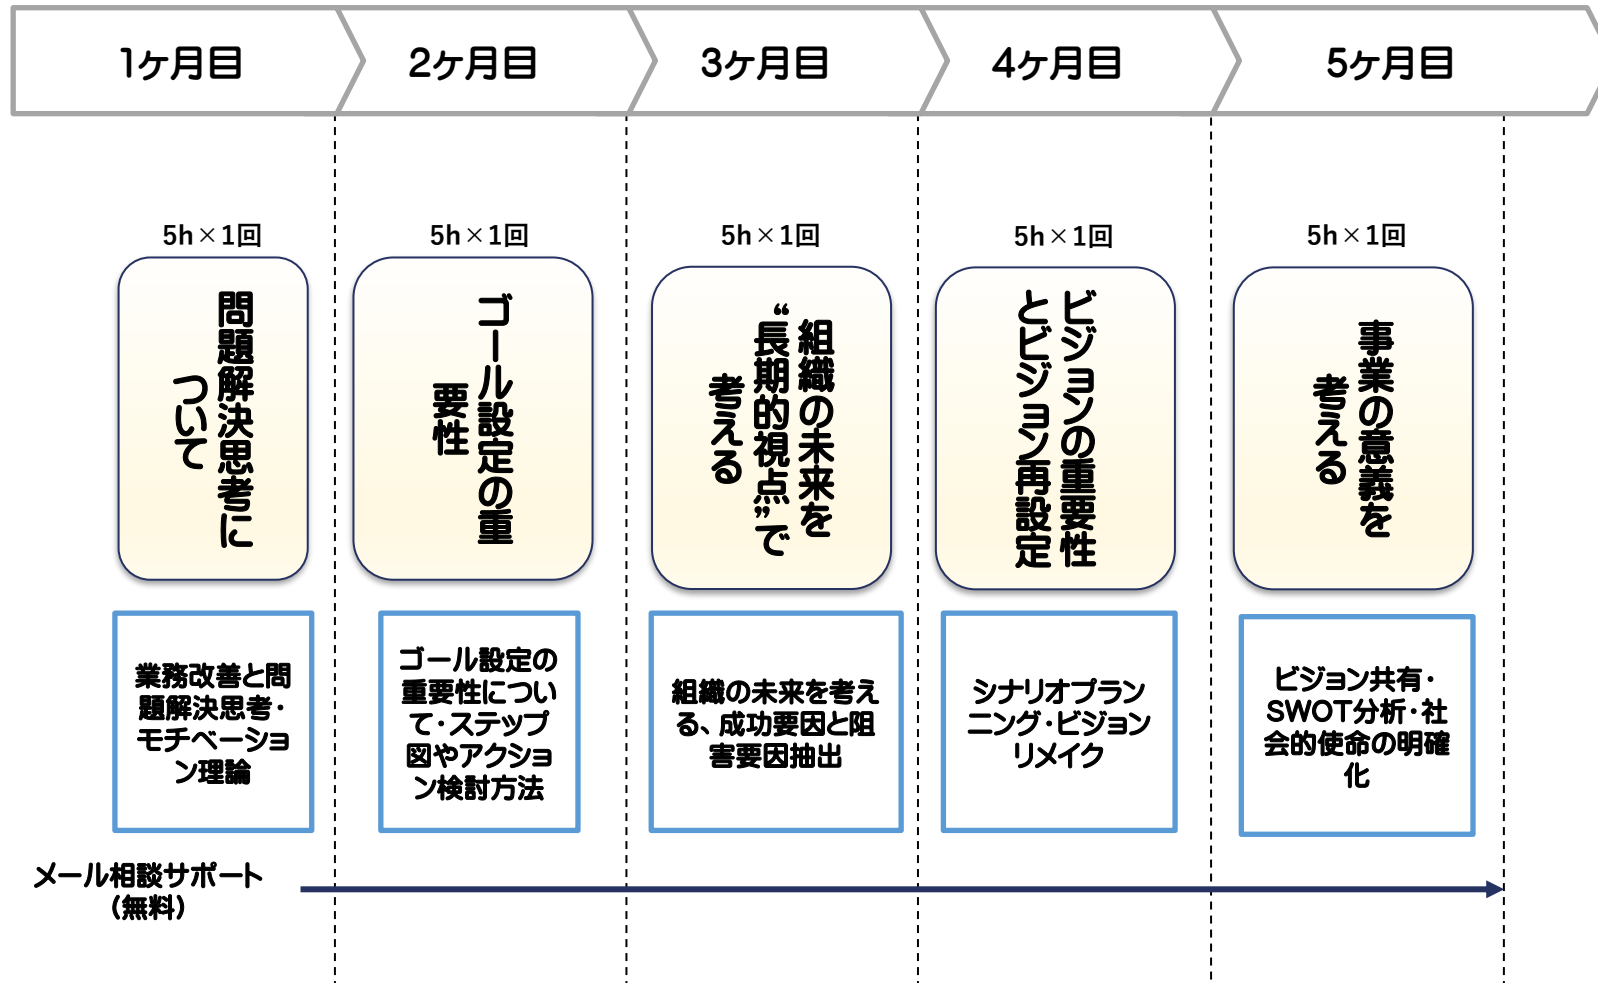 1ヶ月目
2ヶ月目
3ヶ月目
4ヶ月目
5ヶ月目
5h×1回
5h×1回
5h×1回
5h×1回
5h×1回
問題解決思考に
ついて
ゴール設定の重
要性
組織の未来を
“長期的視点”で
考える
ビジョンの重要性
とビジョン再設定
事業の意義を
考える
業務改善と問
題解決思考・
モチベーショ
ン理論
ゴール設定の
重要性につい
て・ステップ
図やアクショ
ン検討方法
組織の未来を考え
る、成功要因と阻
害要因抽出
シナリオプラン
ニング・ビジョン
リメイク
ビジョン共有・
SWOT分析・社
会的使命の明確
化
メール相談サポート
（無料）